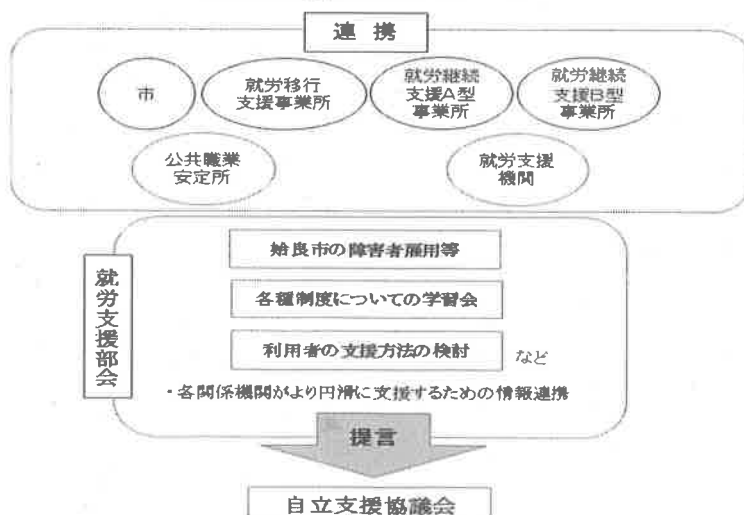 連携
市
就労移行
支援事業所
就労継続
支援A型
事業所
就労継続
支援B型
事業所
公共職業
安定所
就労支援
機関
就労支援部会
姶良市の障害者雇用等
各種制度についての学習会
利用者の支援方法の検討
など
・各関係機関がより円滑に支援するための情報連携
提言
自立支援協議会